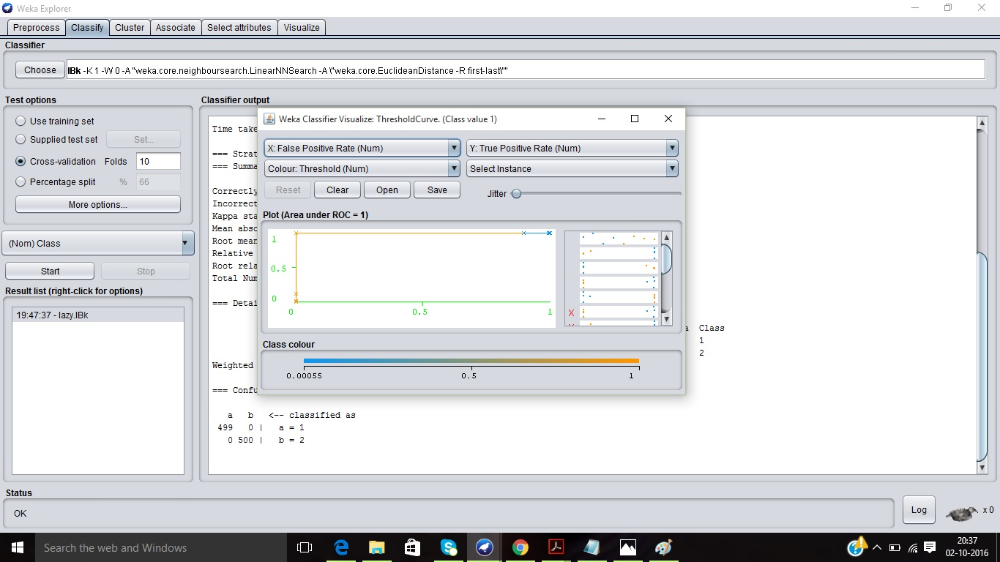 Weka Explorer
Preprocess Classify Cluster Associate Select attributes Visualize
Classifier
Choose IBk -K 1 -W 0 -A "weka.core.neighboursearch.LinearNNSearch -A \"weka.core.EuclideanDistance -R first-last\""
Test options
Use training set
Supplied test set Set...
Cross-validation Folds 10
Percentage split % 66
More options...
(Nom) Class
Start Stop
Result list (right-click for options)
19:47:37 - lazy.IBk
Classifier output
Time take
=== Strat
=== Summa
Correctly
Incorrect
Kappa sta
Mean abso
Root mean
Relative
Root rela
Total Num
=== Detai
a Class
1
2
Weighted
=== Confu
a b <-- classified as
499 0 | a = 1
0 500 | b = 2
Weka Classifier Visualize: ThresholdCurve. (Class value 1)
X: False Positive Rate (Num) Y: True Positive Rate (Num)
Colour: Threshold (Num) Select Instance
Reset Clear Open Save Jitter
Plot (Area under ROC = 1)
1
0.5
0
0 0.5 1
X
Class colour
0.00055 0.5 1
Status
OK
Log x 0
Search the web and Windows
20:37
02-10-2016